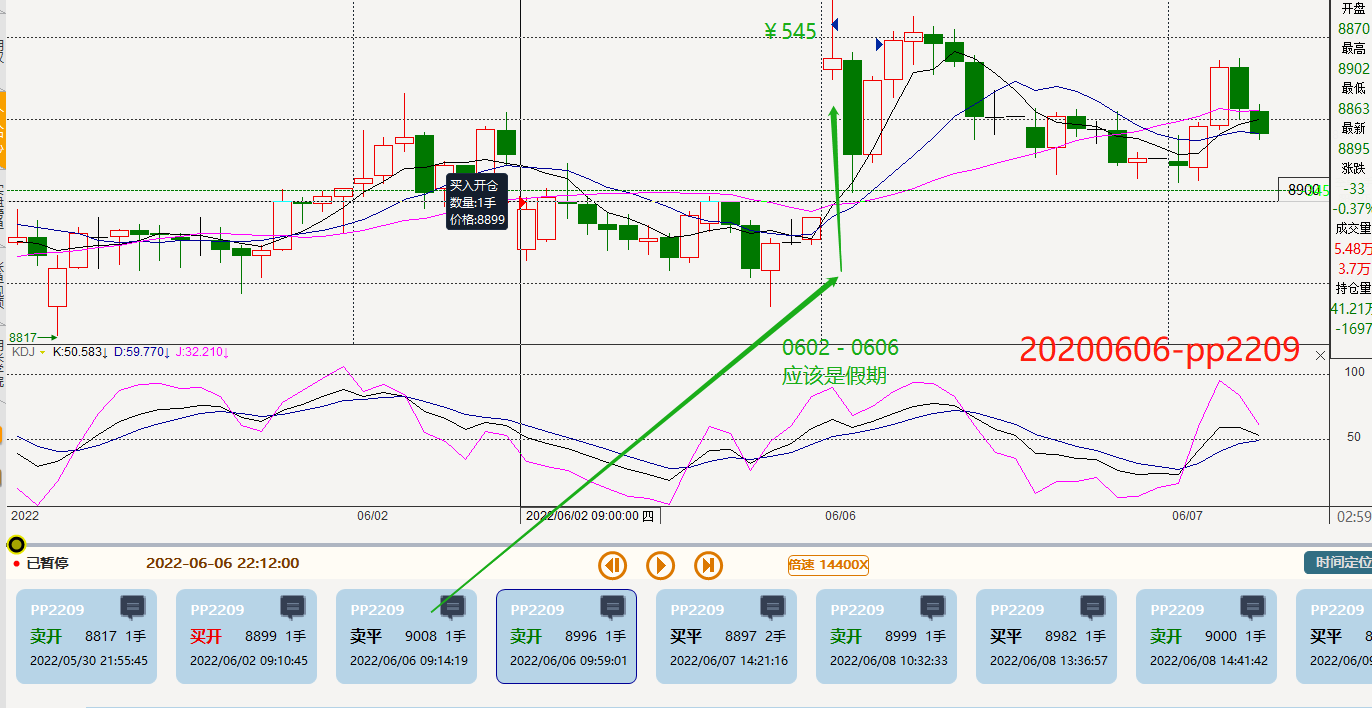 开盘
8870
最高
8902
最低
8863
最新
8895
涨跌
-33
-0.37%
成交量
5.48万
3.7万
持仓量
41.21万
-1697
¥545
买入开仓
数量:1手
价格:8899
8900
8817
KDJ K:50.583↓ D:59.770↓ J:32.210↓
0602 - 0606
应该是假期
20200606-pp2209
100
50
2022 06/02 2022/06/02 09:00:00 四 06/06 06/07 02:59
已暂停 2022-06-06 22:12:00 倍速 14400X 时间定位
PP2209
卖开 8817 1手
2022/05/30 21:55:45
PP2209
买开 8899 1手
2022/06/02 09:10:45
PP2209
卖平 9008 1手
2022/06/06 09:14:19
PP2209
卖开 8996 1手
2022/06/06 09:59:01
PP2209
买平 8897 2手
2022/06/07 14:21:16
PP2209
卖开 8999 1手
2022/06/08 10:32:33
PP2209
买平 8982 1手
2022/06/08 13:36:57
PP2209
卖开 9000 1手
2022/06/08 14:41:42
PP2209
买平
2022/06/09